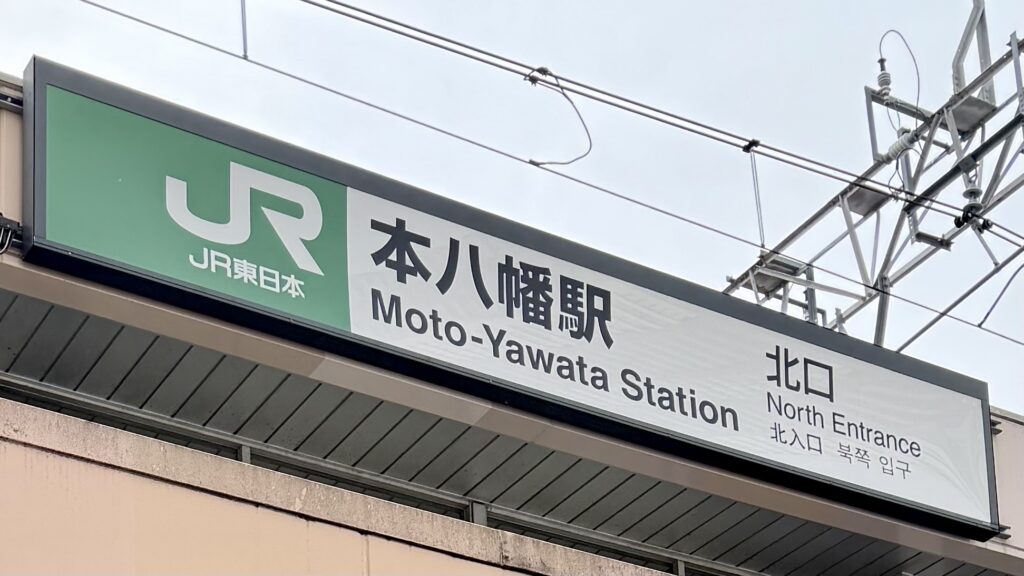 JR
JR東日本
本八幡駅
Moto-Yawata Station
北口
North Entrance
北入口 북쪽 입구